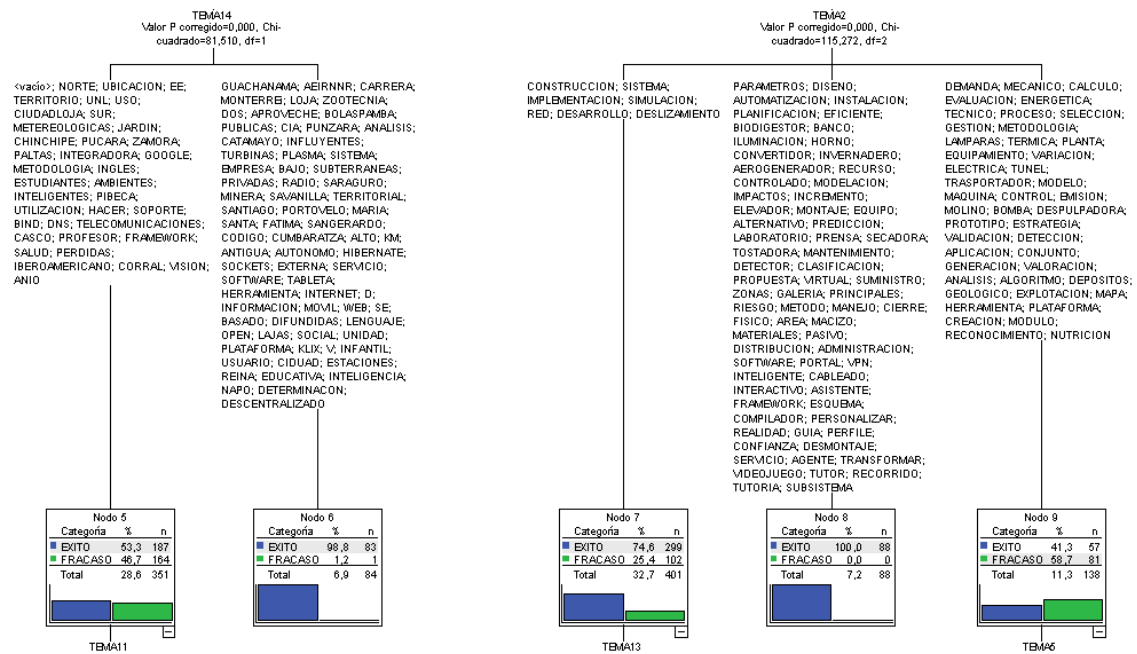 TEMA14
Valor P corregido=0,000, Chi-
cuadrado=81,510, df=1
<vacio>; NORTE; UBICACION; EE;
TERRITORIO; UNL; USO;
CIUDADLOJA; SUR;
METEREOLOGICAS; JARDIN;
CHINCHIPE; PUCARA; ZAMORA;
PALTAS; INTEGRADORA; GOOGLE;
METODOLOGIA; INGLES;
ESTUDIANTES; AMBIENTES;
INTELIGENTES; PIBECA;
UTILIZACION; HACER; SOPORTE;
BIND; DNS; TELECOMUNICACIONES;
CASCO; PROFESOR; FRAMEWORK;
SALUD; PERDIDAS;
IBEROAMERICANO; CORRAL; VISION;
ANIO
GUACHANAMA; AEIRNNR; CARRERA;
MONTERREI; LOJA; ZOOTECNIA;
DOS; APROVECHE; BOLASPAMBA;
PUBLICAS; CIA; PUNZARA; ANALISIS;
CATAMAYO; INFLUYENTES;
TURBINAS; PLASMA; SISTEMA;
EMPRESA; BAJO; SUBTERRANEAS;
PRIVADAS; RADIO; SARAGURO;
MINERA; SAVANILLA; TERRITORIAL;
SANTIAGO; PORTOVELO; MARIA;
SANTA; FATIMA; SANGERARDO;
CODIGO; CUMBARATZA; ALTO; KM;
ANTIGUA; AUTONOMO; HIBERNATE;
SOCKETS; EXTERNA; SERVICIO;
SOFTWARE; TABLETA;
HERRAMIENTA; INTERNET; D;
INFORMACION; MOVIL; WEB; SE;
BASADO; DIFUNDIDAS; LENGUAJE;
OPEN; LAJAS; SOCIAL; UNIDAD;
PLATAFORMA; KLIX; V; INFANTIL;
USUARIO; CIDUAD; ESTACIONES;
REINA; EDUCATIVA; INTELIGENCIA;
NAPO; DETERMINACON;
DESCENTRALIZADO
Nodo 5
Categoría % n
EXITO 53,3 187
FRACASO 46,7 164
Total 28,6 351
TEMA11
Nodo 6
Categoría % n
EXITO 98,8 83
FRACASO 1,2 1
Total 6,9 84
TEMA2
Valor P corregido=0,000, Chi-
cuadrado=115,272, df=2
CONSTRUCCION; SISTEMA;
IMPLEMENTACION; SIMULACION;
RED; DESARROLLO; DESLIZAMIENTO
PARAMETROS; DISENO;
AUTOMATIZACION; INSTALACION;
PLANIFICACION; EFICIENTE;
BIODIGESTOR; BANCO;
ILUMINACION; HORNO;
CONVERTIDOR; INVERNADERO;
AEROGENERADOR; RECURSO;
CONTROLADO; MODELACION;
IMPACTOS; INCREMENTO;
ELEVADOR; MONTAJE; EQUIPO;
ALTERNATIVO; PREDICCION;
LABORATORIO; PRENSA; SECADORA;
TOSTADORA; MANTENIMIENTO;
DETECTOR; CLASIFICACION;
PROPUESTA; VIRTUAL; SUMINISTRO;
ZONAS; GALERIA; PRINCIPALES;
RIESGO; METODO; MANEJO; CIERRE;
FISICO; AREA; MACIZO;
MATERIALES; PASIVO;
DISTRIBUCION; ADMINISTRACION;
SOFTWARE; PORTAL; VPN;
INTELIGENTE; CABLEADO;
INTERACTIVO; ASISTENTE;
FRAMEWORK; ESQUEMA;
COMPILADOR; PERSONALIZAR;
REALIDAD; GUIA; PERFILE;
CONFIANZA; DESMONTAJE;
SERVICIO; AGENTE; TRANSFORMAR;
VIDEOJUEGO; TUTOR; RECORRIDO;
TUTORIA; SUBSISTEMA
DEMANDA; MECANICO; CALCULO;
EVALUACION; ENERGETICA;
TECNICO; PROCESO; SELECCION;
GESTION; METODOLOGIA;
LAMPARAS; TERMICA; PLANTA;
EQUIPAMIENTO; VARIACION;
ELECTRICA; TUNEL;
TRASPORTADOR; MODELO;
MAQUINA; CONTROL; EMISION;
MOLINO; BOMBA; DESPULPADORA;
PROTOTIPO; ESTRATEGIA;
VALIDACION; DETECCION;
APLICACION; CONJUNTO;
GENERACION; VALORACION;
ANALISIS; ALGORITMO; DEPOSITOS;
GEOLOGICO; EXPLOTACION; MAPA;
HERRAMIENTA; PLATAFORMA;
CREACION; MODULO;
RECONOCIMIENTO; NUTRICION
Nodo 7
Categoría % n
EXITO 74,6 299
FRACASO 25,4 102
Total 32,7 401
TEMA13
Nodo 8
Categoría % n
EXITO 100,0 88
FRACASO 0,0 0
Total 7,2 88
Nodo 9
Categoría % n
EXITO 41,3 57
FRACASO 58,7 81
Total 11,3 138
TEMA5